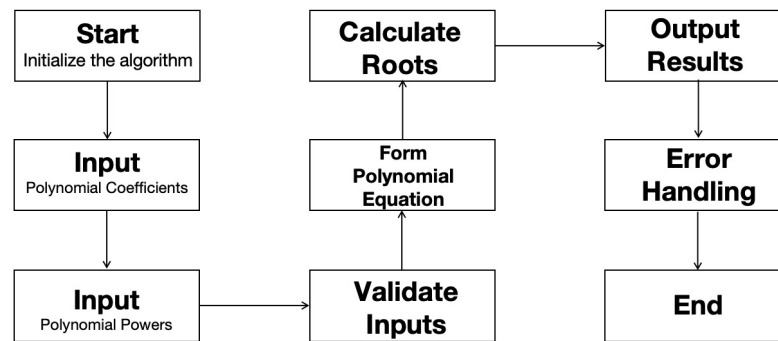 Start
Initialize the algorithm
Input
Polynomial Coefficients
Input
Polynomial Powers
Validate
Inputs
Form
Polynomial
Equation
Calculate
Roots
Output
Results
Error
Handling
End